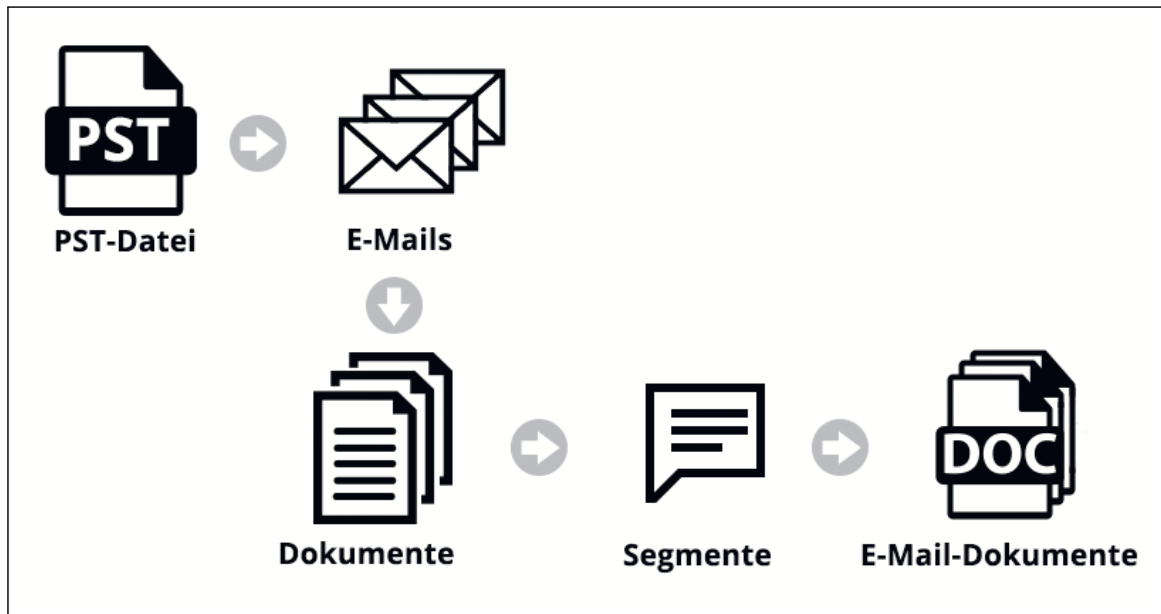 PST
PST-Datei
E-Mails
Dokumente
Segmente
DOC
E-Mail-Dokumente